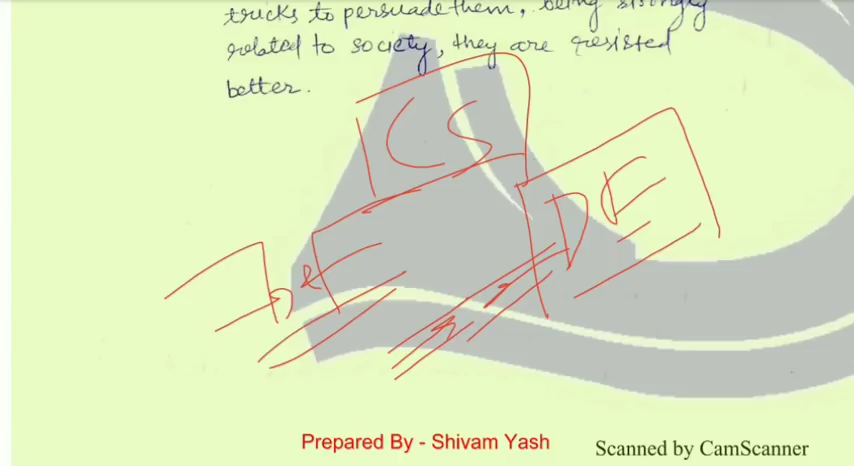 tricks to persuade them, being strongly
related to society, they are resisted
better.
CS
DE
Prepared By - Shivam Yash
Scanned by CamScanner